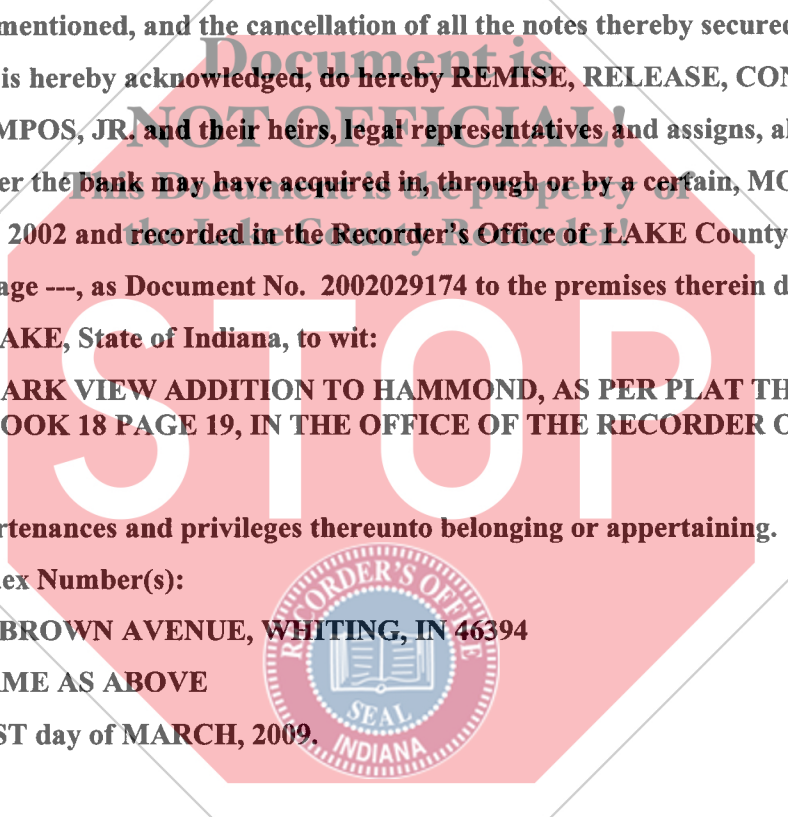 mentioned, and the cancellation of all the notes thereby secured
Document is
is hereby acknowledged, do hereby REMISE, RELEASE, CON
NOT OFFICIAL!
MPOS, JR. and their heirs, legal representatives and assigns, al
This Document is the property of
er the bank may have acquired in, through or by a certain, MO
the Lake County Recorder!
2002 and recorded in the Recorder's Office of LAKE County
age ---, as Document No. 2002029174 to the premises therein d
AKE, State of Indiana, to wit:
STOP
ARK VIEW ADDITION TO HAMMOND, AS PER PLAT TH
OOK 18 PAGE 19, IN THE OFFICE OF THE RECORDER O
rtenances and privileges thereunto belonging or appertaining.
ex Number(s):
RECORDER'S OFFICE
BROWN AVENUE, WHITING, IN 46394
AME AS ABOVE
SEAL
ST day of MARCH, 2009.
INDIANA